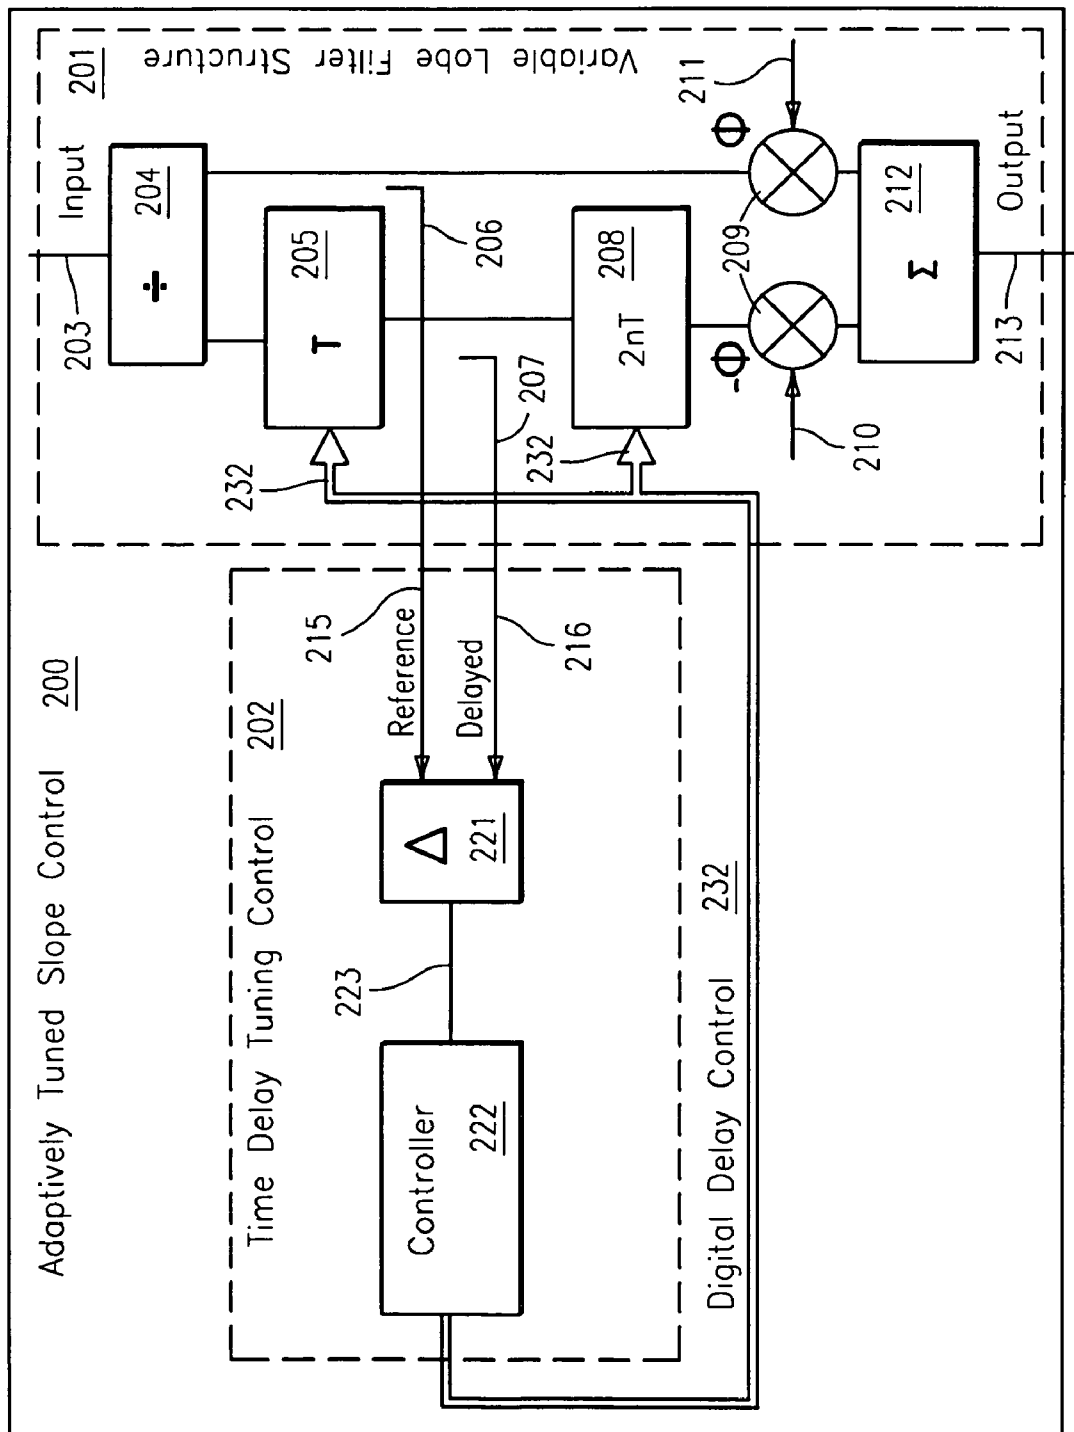 Adaptively Tuned Slope Control 200
Variable Lobe Filter Structure
201
Input
203
204
÷
205
T
206
207
208
2nT
232
232
Φ
-Φ
209
210
211
212
Σ
Output
213
Time Delay Tuning Control 202
215
Reference
Delayed
216
Δ
221
223
Controller
222
Digital Delay Control 232